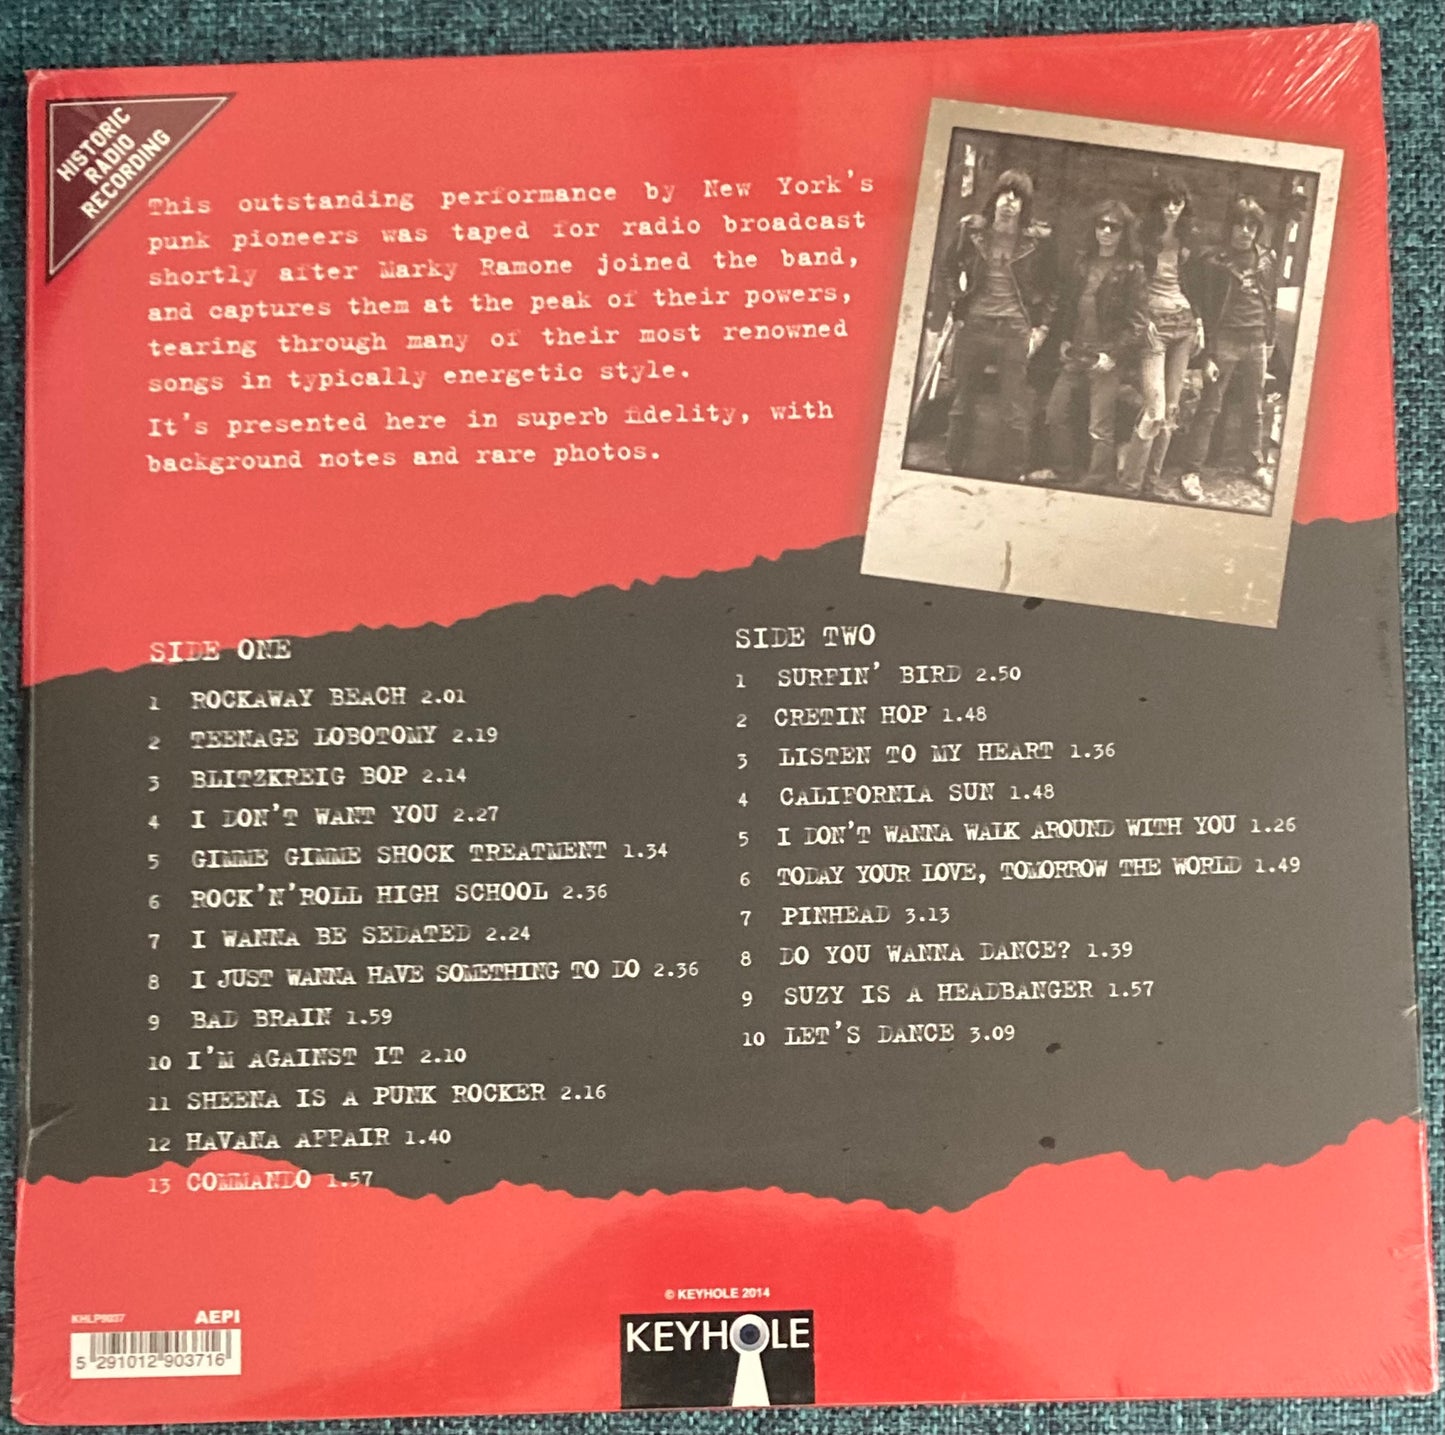 HISTORIC
RADIO
RECORDING
This outstanding performance by New York's
punk pioneers was taped for radio broadcast
shortly after Marky Ramone joined the band,
and captures them at the peak of their powers,
tearing through many of their most renowned
songs in typically energetic style.
It's presented here in superb fidelity, with
background notes and rare photos.
SIDE ONE
1 ROCKAWAY BEACH 2.01
2 TEENAGE LOBOTOMY 2.19
3 BLITZKREIG BOP 2.14
4 I DON'T WANT YOU 2.27
5 GIMME GIMME SHOCK TREATMENT 1.34
6 ROCK'N'ROLL HIGH SCHOOL 2.36
7 I WANNA BE SEDATED 2.24
8 I JUST WANNA HAVE SOMETHING TO DO 2.36
9 BAD BRAIN 1.59
10 I'M AGAINST IT 2.10
11 SHEENA IS A PUNK ROCKER 2.16
12 HAVANA AFFAIR 1.40
13 COMMANDO 1.57
SIDE TWO
1 SURFIN' BIRD 2.50
2 CRETIN HOP 1.48
3 LISTEN TO MY HEART 1.36
4 CALIFORNIA SUN 1.48
5 I DON'T WANNA WALK AROUND WITH YOU 1.26
6 TODAY YOUR LOVE, TOMORROW THE WORLD 1.49
7 PINHEAD 3.13
8 DO YOU WANNA DANCE? 1.39
9 SUZY IS A HEADBANGER 1.57
10 LET'S DANCE 3.09
© KEYHOLE 2014
KEYHOLE
KHLP9037 AEPI
5 291012 903716